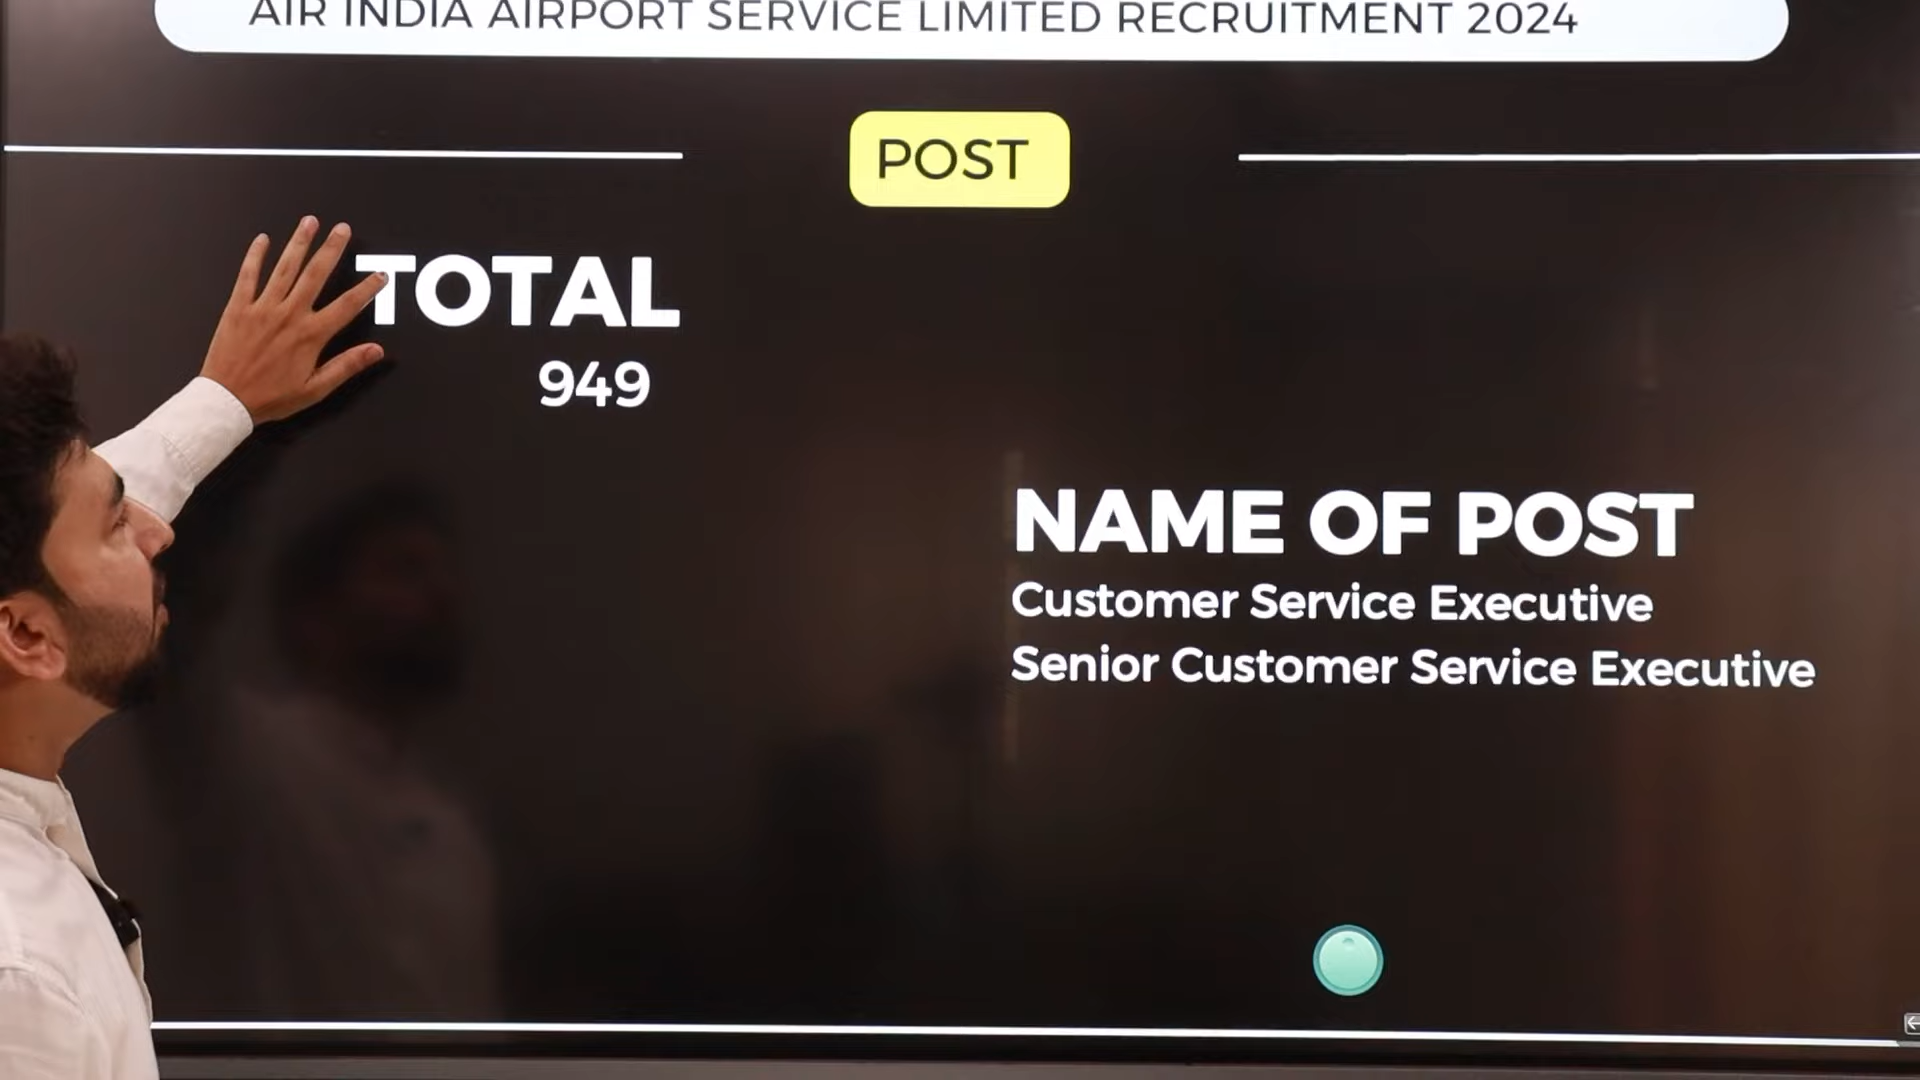 AIR INDIA AIRPORT SERVICE LIMITED RECRUITMENT 2024
POST
TOTAL
949
NAME OF POST
Customer Service Executive
Senior Customer Service Executive